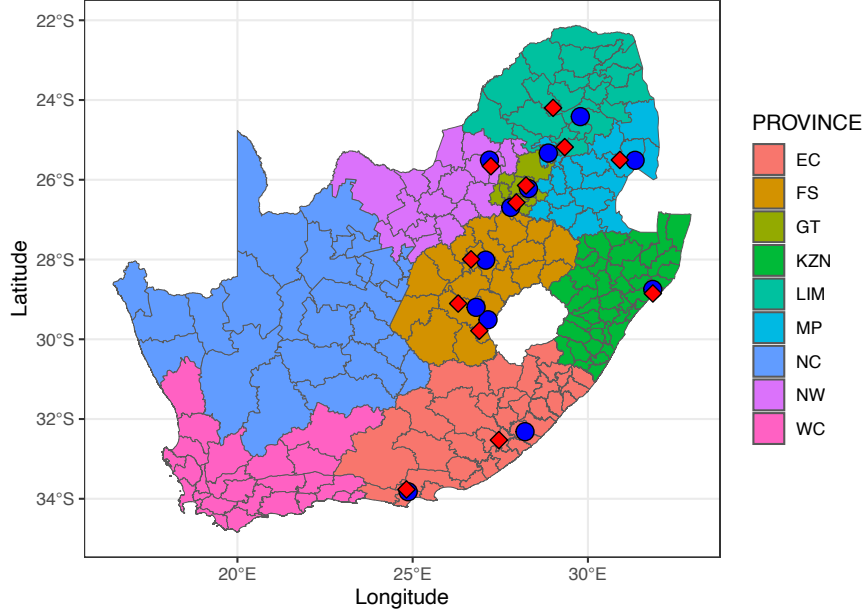 22°S
24°S
26°S
28°S
30°S
32°S
34°S
Latitude
20°E
25°E
30°E
Longitude
PROVINCE
EC
FS
GT
KZN
LIM
MP
NC
NW
WC